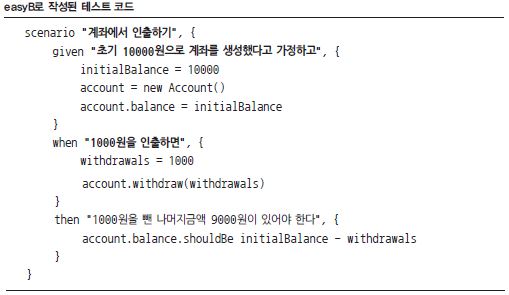 easyB로 작성된 테스트 코드
scenario "계좌에서 인출하기", {
given "초기 10000원으로 계좌를 생성했다고 가정하고", {
initialBalance = 10000
account = new Account()
account.balance = initialBalance
}
when "1000원을 인출하면", {
withdrawals = 1000
account.withdraw(withdrawals)
}
then "1000원을 뺀 나머지금액 9000원이 있어야 한다", {
account.balance.shouldBe initialBalance - withdrawals
}
}